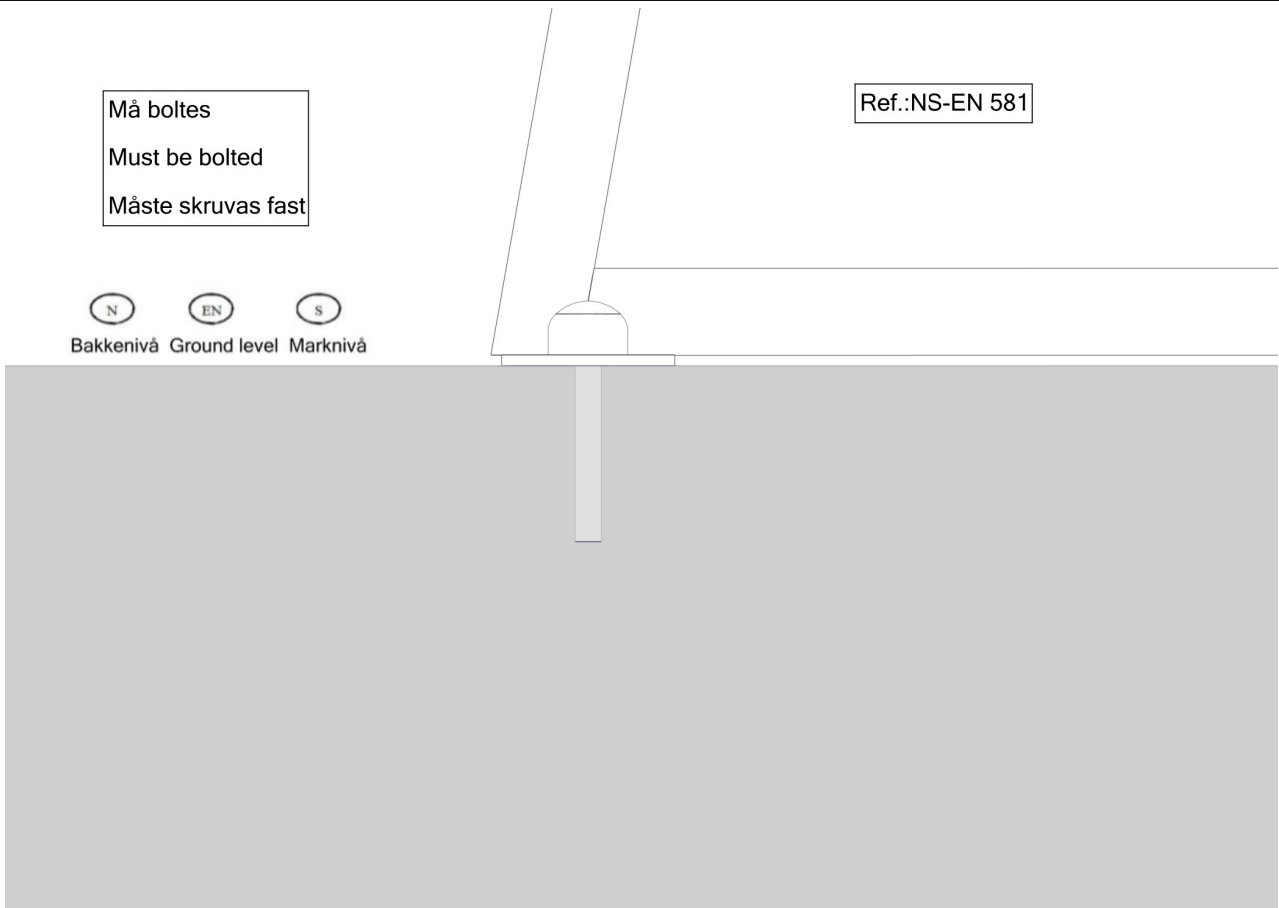 Må boltes
Must be bolted
Måste skruvas fast
Ref.:NS-EN 581
N EN S
Bakkenivå Ground level Marknivå